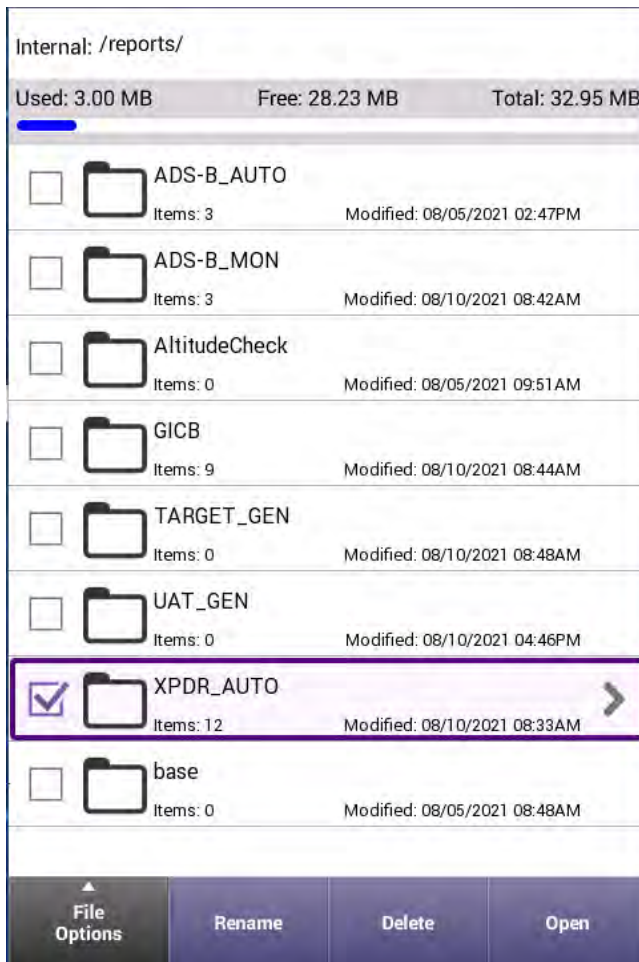 Internal: /reports/
Used: 3.00 MB Free: 28.23 MB Total: 32.95 MB
ADS-B_AUTO
Items: 3 Modified: 08/05/2021 02:47PM
ADS-B_MON
Items: 3 Modified: 08/10/2021 08:42AM
AltitudeCheck
Items: 0 Modified: 08/05/2021 09:51AM
GICB
Items: 9 Modified: 08/10/2021 08:44AM
TARGET_GEN
Items: 0 Modified: 08/10/2021 08:48AM
UAT_GEN
Items: 0 Modified: 08/10/2021 04:46PM
XPDR_AUTO
Items: 12 Modified: 08/10/2021 08:33AM
base
Items: 0 Modified: 08/05/2021 08:48AM
File
Options Rename Delete Open